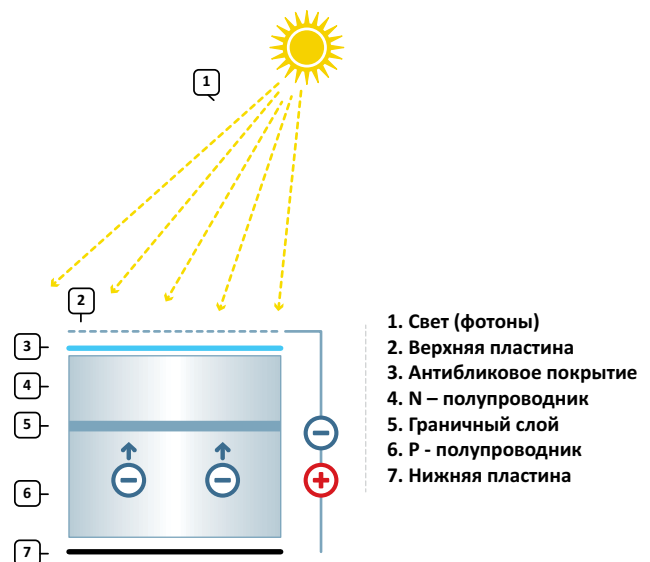 1
2
3
4
5
6
7
1. Свет (фотоны)
2. Верхняя пластина
3. Антибликовое покрытие
4. N – полупроводник
5. Граничный слой
6. P - полупроводник
7. Нижняя пластина